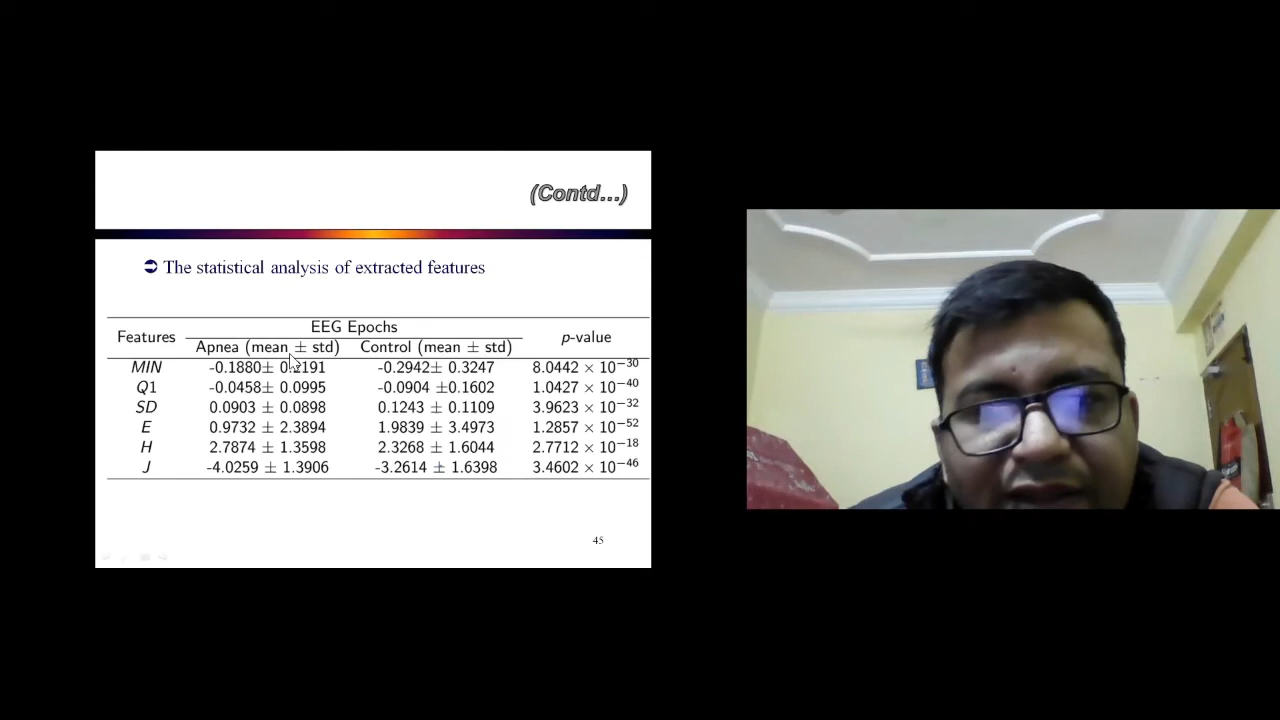 (Contd...)
The statistical analysis of extracted features
Features EEG Epochs p-value
Apnea (mean ± std) Control (mean ± std)
MIN -0.1880± -0.2942± 0.3247 8.0442 × 10−30
Q1 -0.0458± 0.0995 -0.0904 ±0.1602 1.0427 × 10−40
SD 0.0903 ± 0.0898 0.1243 ± 0.1109 3.9623 × 10−32
E 0.9732 ± 2.3894 1.9839 ± 3.4973 1.2857 × 10−52
H 2.7874 ± 1.3598 2.3268 ± 1.6044 2.7712 × 10−18
J -4.0259 ± 1.3906 -3.2614 ± 1.6398 3.4602 × 10−46
45